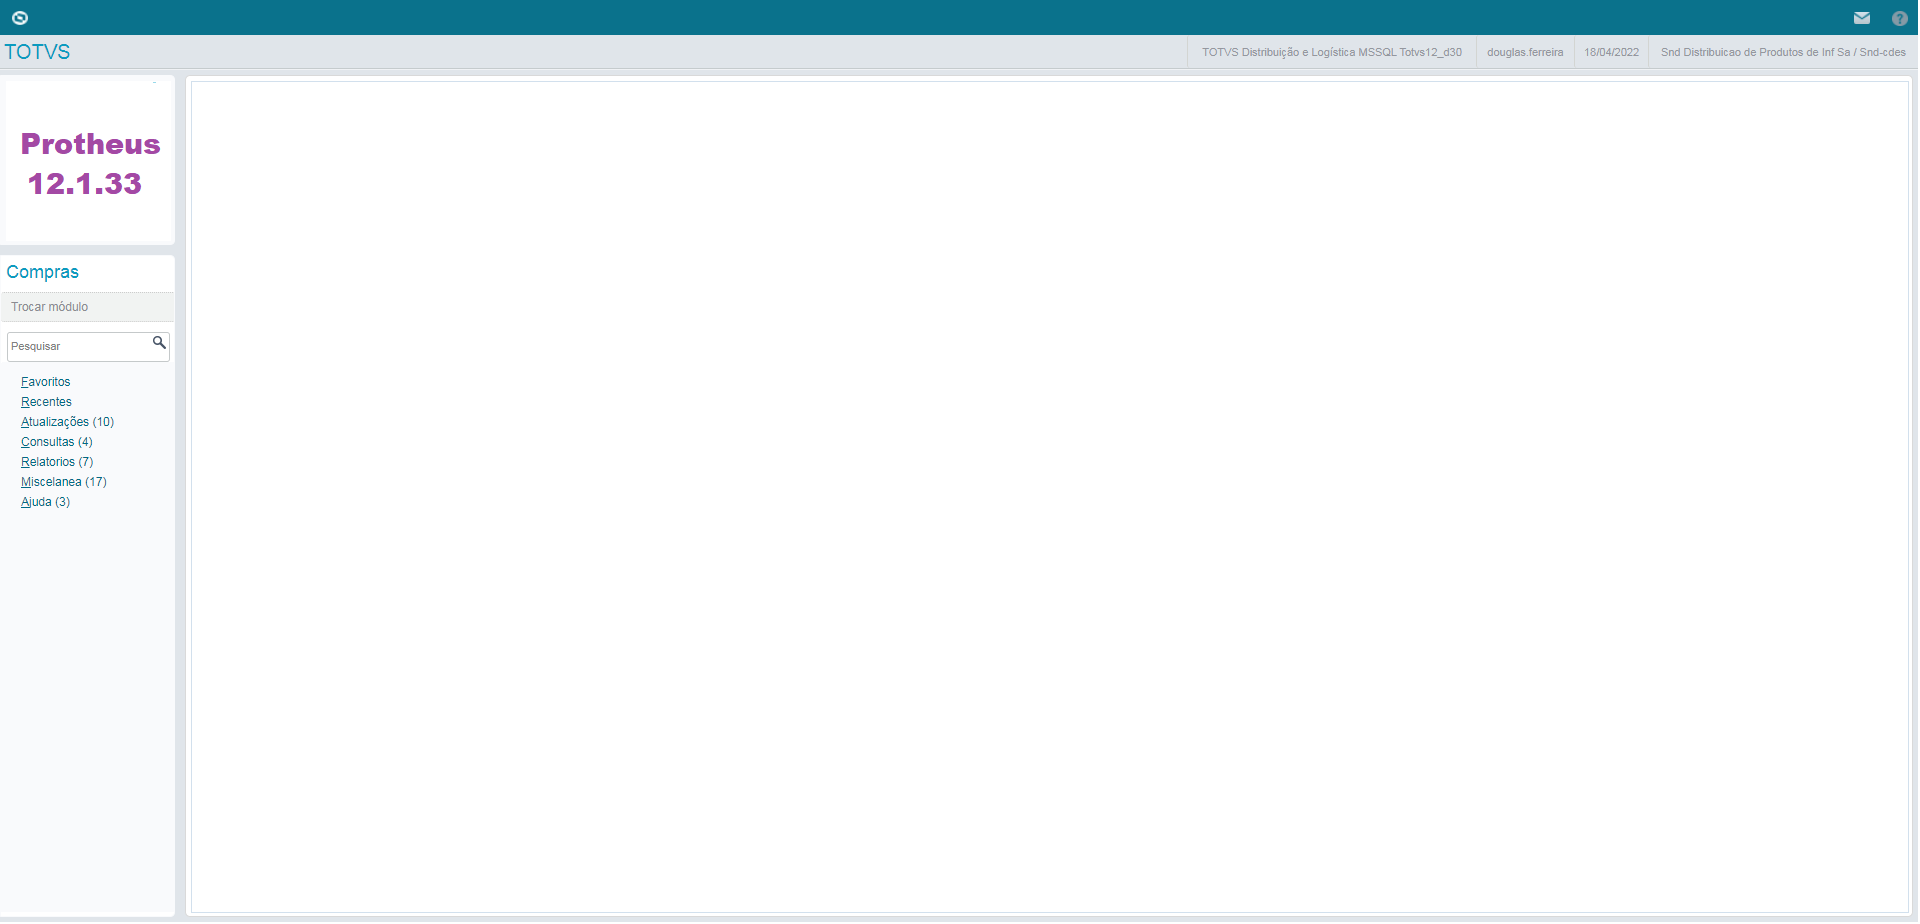 TOTVS
TOTVS Distribuição e Logística MSSQL Totvs12_d30
douglas.ferreira
18/04/2022
Snd Distribuicao de Produtos de Inf Sa / Snd-cdes
Protheus
12.1.33
Compras
Trocar módulo
Pesquisar
Favoritos
Recentes
Atualizações (10)
Consultas (4)
Relatorios (7)
Miscelanea (17)
Ajuda (3)